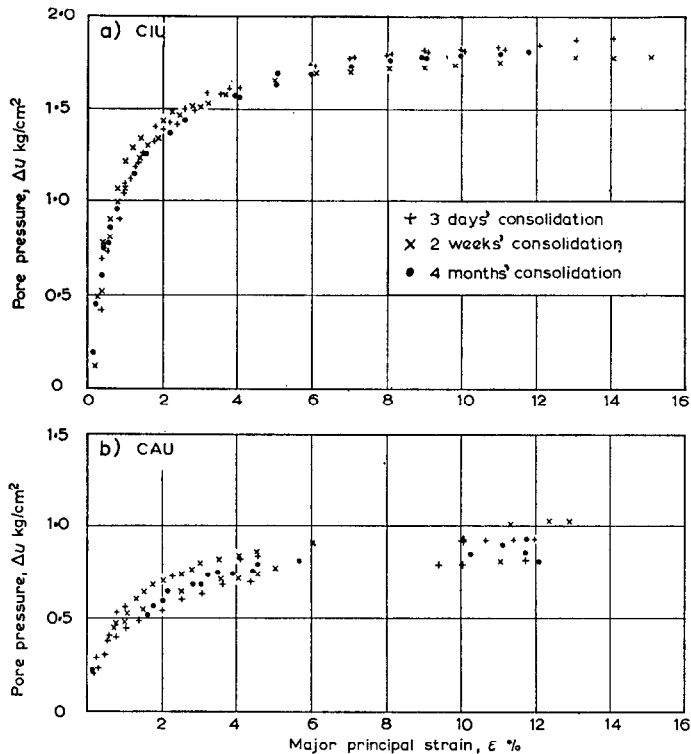 2·0
a) CIU
1·5
1·0
0·5
0
Pore pressure, Δu kg/cm²
+ 3 days' consolidation
× 2 weeks' consolidation
● 4 months' consolidation
0 2 4 6 8 10 12 14 16
1·5
b) CAU
1·0
0·5
0
Pore pressure, Δu kg/cm²
0 2 4 6 8 10 12 14 16
Major principal strain, ε %